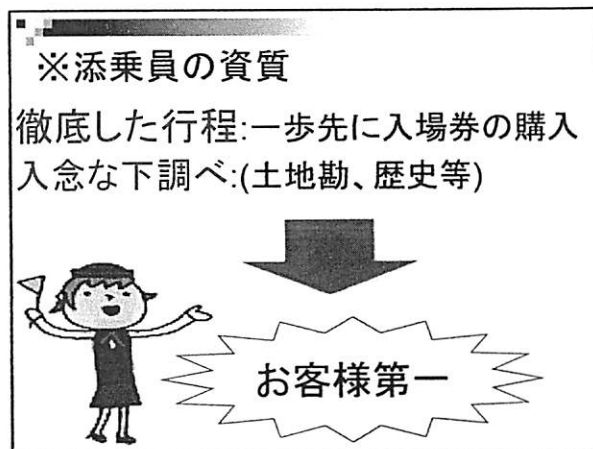 ※添乗員の資質
徹底した行程:一歩先に入場券の購入
入念な下調べ:(土地勘、歴史等)
お客様第一